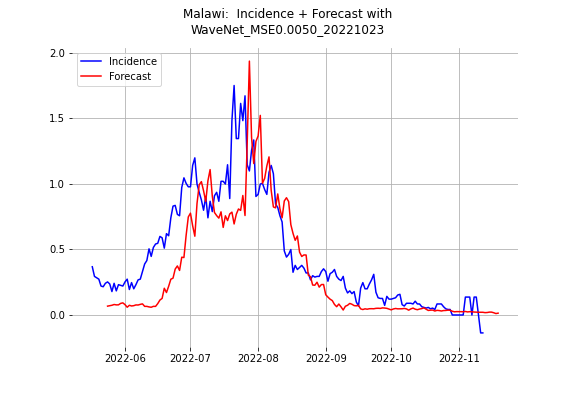 Malawi:  Incidence + Forecast with
WaveNet_MSE0.0050_20221023
2.0
Incidence
Forecast
1.5
1.0
0.5
0.0
2022-06 2022-07 2022-08 2022-09 2022-10 2022-11